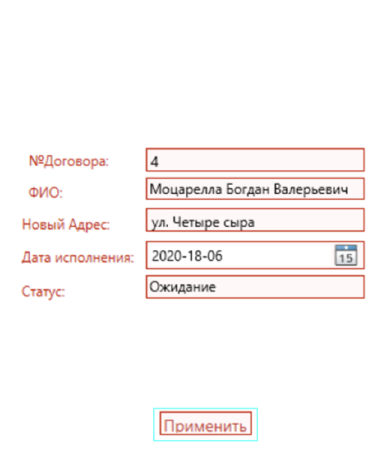 №Договора: 4
ФИО: Моцарелла Богдан Валерьевич
Новый Адрес: ул. Четыре сыра
Дата исполнения: 2020-18-06 15
Статус: Ожидание
Применить